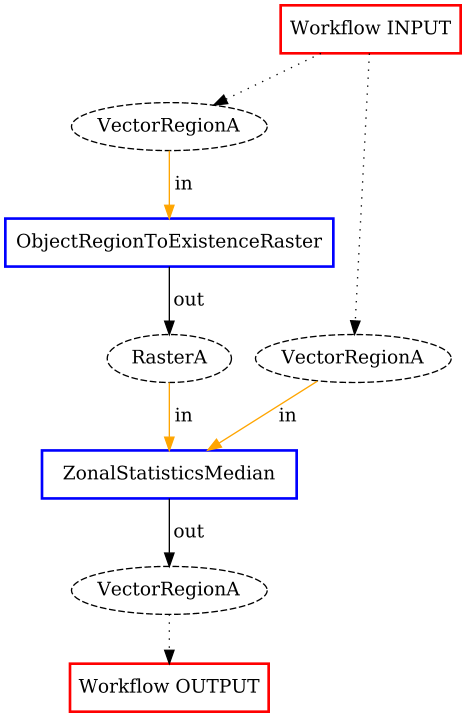 Workflow INPUT
VectorRegionA
in
ObjectRegionToExistenceRaster
out
RasterA
VectorRegionA
in
in
ZonalStatisticsMedian
out
VectorRegionA
Workflow OUTPUT